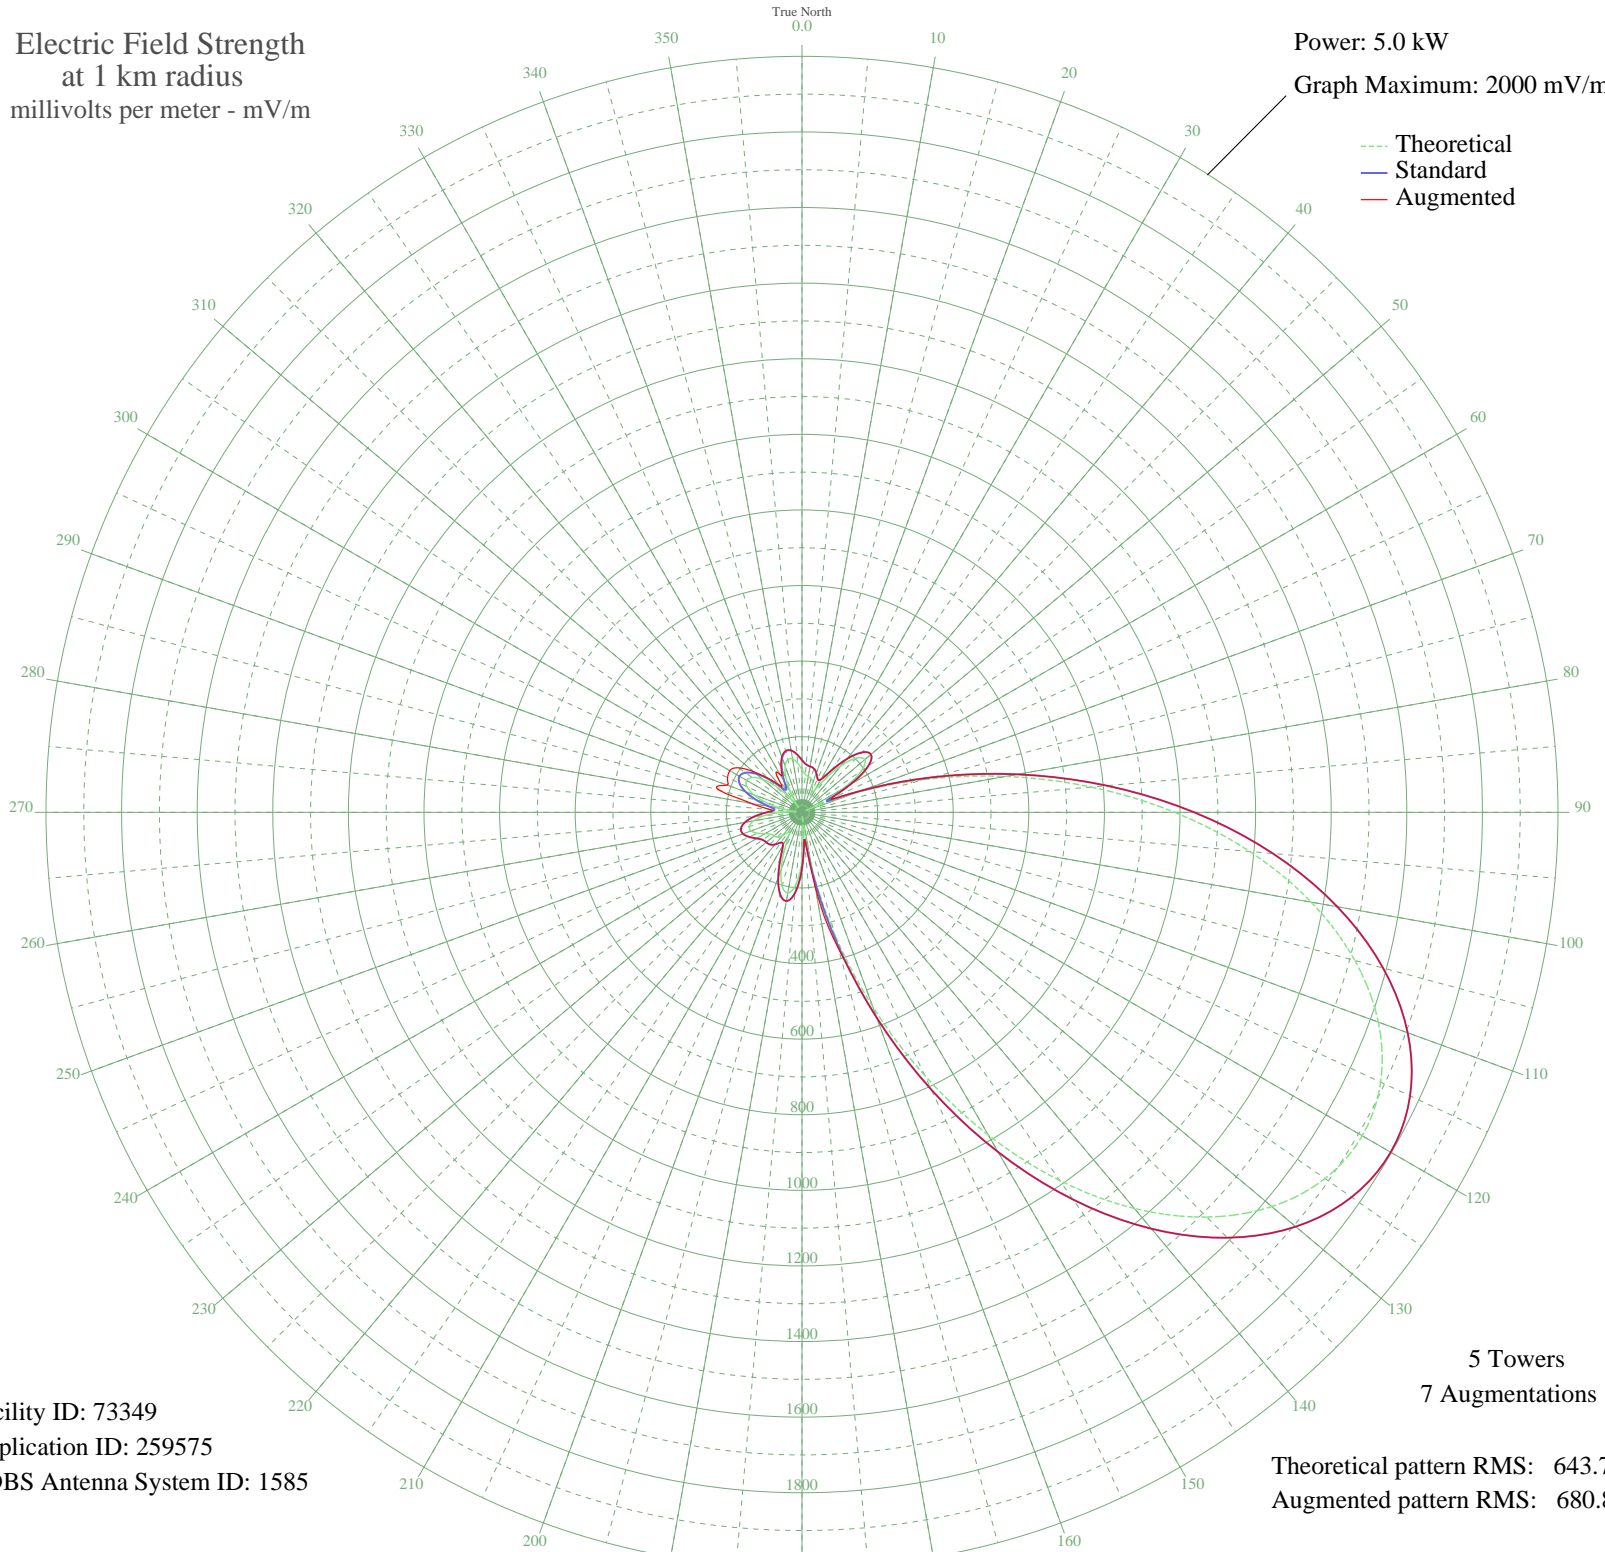 True North
Electric Field Strength
at 1 km radius
millivolts per meter - mV/m
Power: 5.0 kW
Graph Maximum: 2000 mV/m
Theoretical
Standard
Augmented
0.0
10
20
30
40
50
60
70
80
90
100
110
120
130
140
150
160
200
210
220
230
240
250
260
270
280
290
300
310
320
330
340
350
400
600
800
1000
1200
1400
1600
1800
5 Towers
7 Augmentations
cility ID: 73349
plication ID: 259575
DBS Antenna System ID: 1585
Theoretical pattern RMS: 643.7
Augmented pattern RMS: 680.8